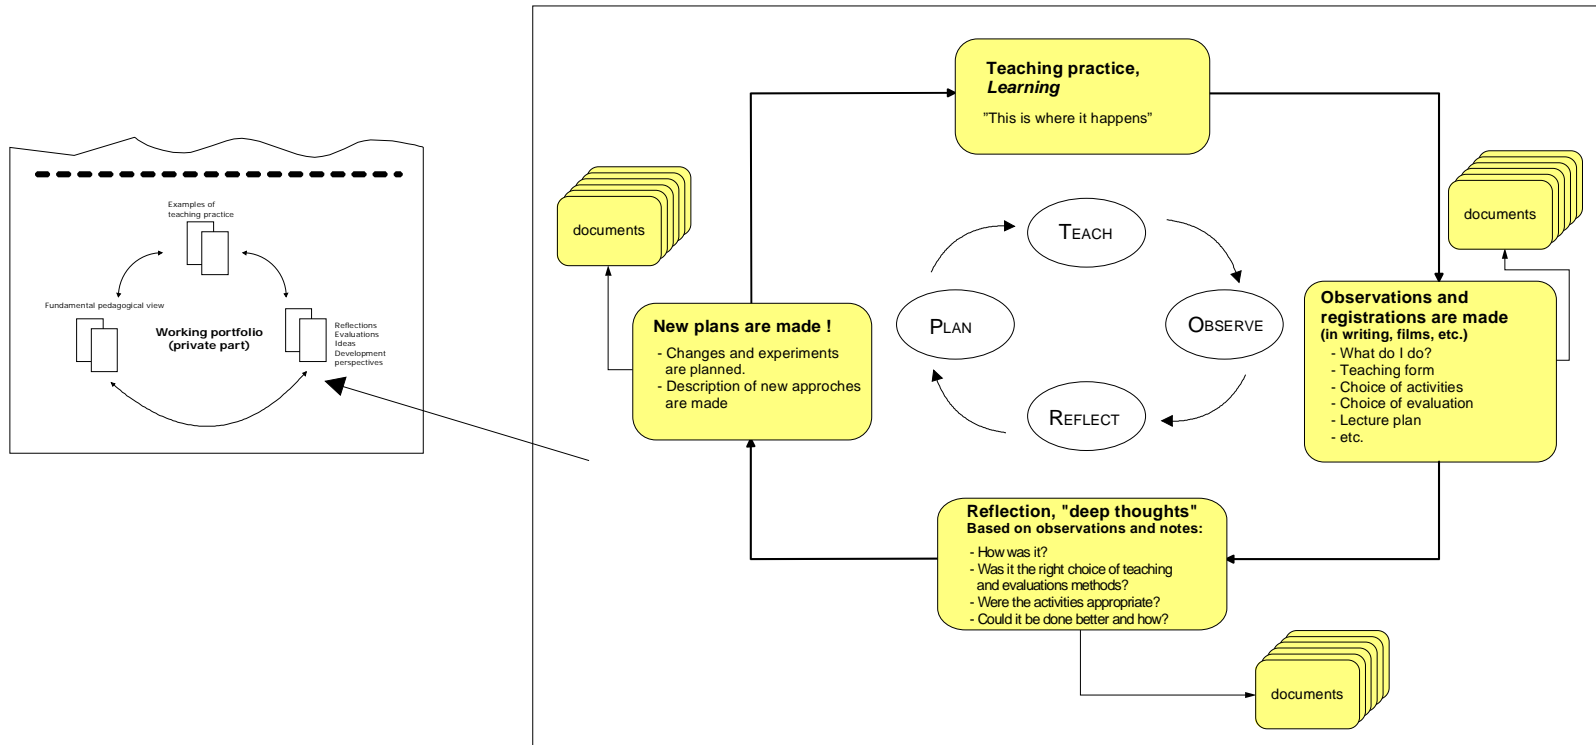 Examples of
teaching practice
Fundamental pedagogical view
Working portfolio
(private part)
Reflections
Evaluations
Ideas
Development
perspectives
Teaching practice,
Learning
"This is where it happens"
documents
documents
TEACH
PLAN
OBSERVE
REFLECT
New plans are made !
- Changes and experiments
are planned.
- Description of new approches
are made
Observations and
registrations are made
(in writing, films, etc.)
- What do I do?
- Teaching form
- Choice of activities
- Choice of evaluation
- Lecture plan
- etc.
Reflection, "deep thoughts"
Based on observations and notes:
- How was it?
- Was it the right choice of teaching
and evaluations methods?
- Were the activities appropriate?
- Could it be done better and how?
documents